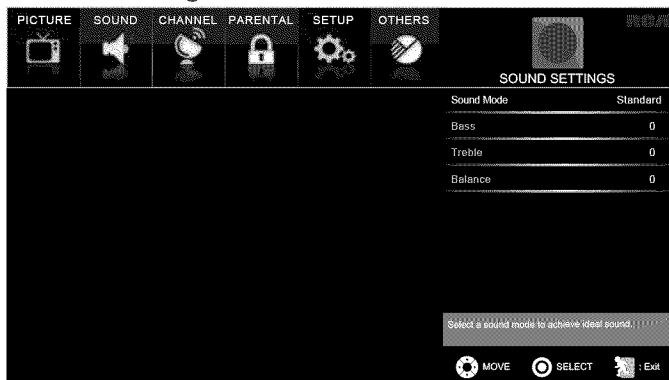 PICTURE SOUND CHANNEL PARENTAL SETUP OTHERS
RCA
SOUND SETTINGS
Sound Mode Standard
Bass 0
Treble 0
Balance 0
Select a sound mode to achieve ideal sound.
MOVE SELECT : Exit